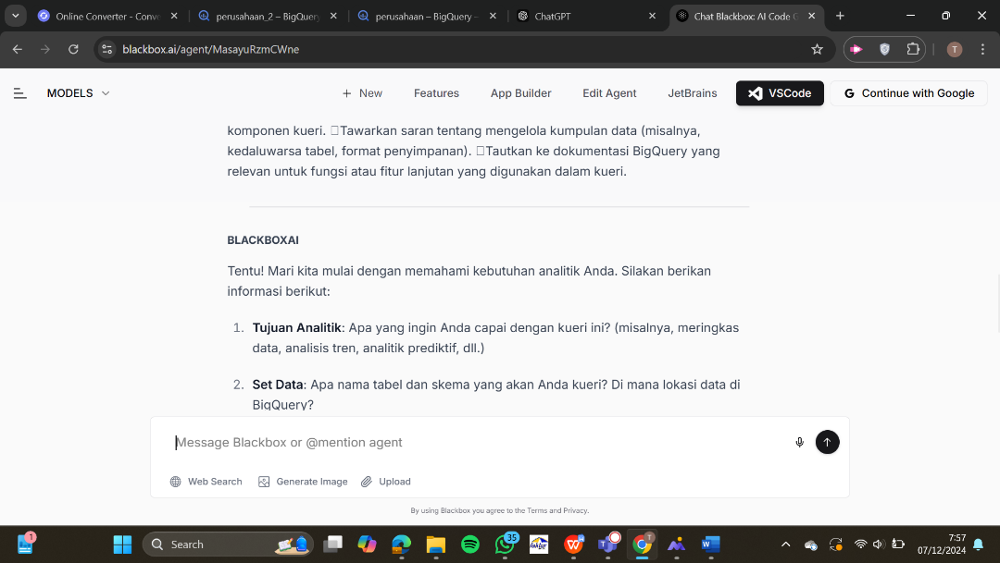 Online Converter - Conve
perusahaan_2 – BigQuery
perusahaan – BigQuery –
ChatGPT
Chat Blackbox: AI Code G
blackbox.ai/agent/MasayuRzmCWne
T
MODELS
New
Features
App Builder
Edit Agent
JetBrains
VSCode
G Continue with Google
komponen kueri. Tawarkan saran tentang mengelola kumpulan data (misalnya,
kedaluwarsa tabel, format penyimpanan). Tautkan ke dokumentasi BigQuery yang
relevan untuk fungsi atau fitur lanjutan yang digunakan dalam kueri.
BLACKBOXAI
Tentu! Mari kita mulai dengan memahami kebutuhan analitik Anda. Silakan berikan
informasi berikut:
1. Tujuan Analitik: Apa yang ingin Anda capai dengan kueri ini? (misalnya, meringkas
data, analisis tren, analitik prediktif, dll.)
2. Set Data: Apa nama tabel dan skema yang akan Anda kueri? Di mana lokasi data di
BigQuery?
Message Blackbox or @mention agent
Web Search
Generate Image
Upload
By using Blackbox you agree to the Terms and Privacy.
1
Search
35
T
7:57
07/12/2024